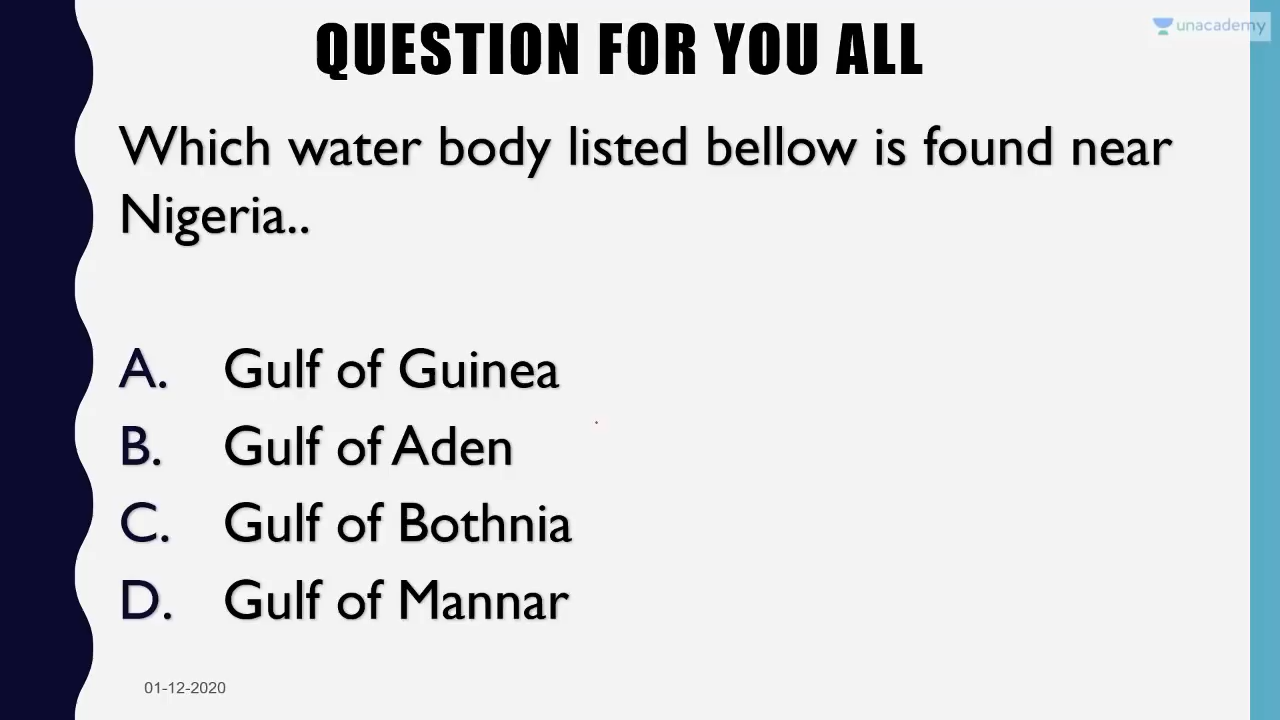 unacademy
QUESTION FOR YOU ALL
Which water body listed bellow is found near
Nigeria..
A. Gulf of Guinea
B. Gulf of Aden
C. Gulf of Bothnia
D. Gulf of Mannar
01-12-2020